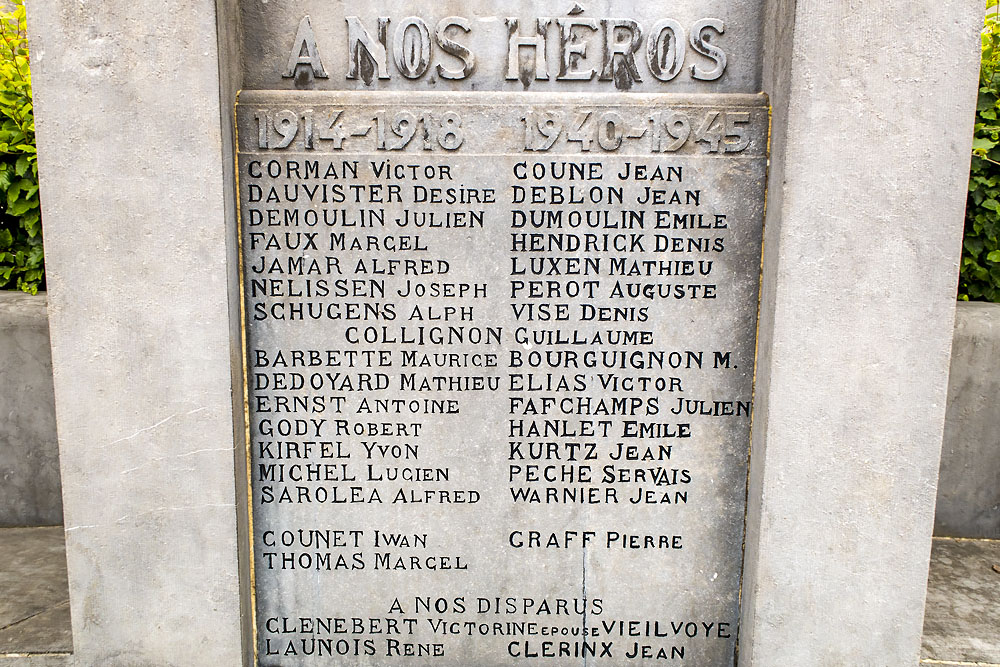 A NOS HÉROS
1914-1918 1940-1945
CORMAN VICTOR COUNE JEAN
DAUVISTER DESIRE DEBLON JEAN
DEMOULIN JULIEN DUMOULIN EMILE
FAUX MARCEL HENDRICK DENIS
JAMAR ALFRED LUXEN MATHIEU
NELISSEN JOSEPH PEROT AUGUSTE
SCHUGENS ALPH VISE DENIS
COLLIGNON GUILLAUME
BARBETTE MAURICE BOURGUIGNON M.
DEDOYARD MATHIEU ELIAS VICTOR
ERNST ANTOINE FAFCHAMPS JULIEN
GODY ROBERT HANLET EMILE
KIRFEL YVON KURTZ JEAN
MICHEL LUCIEN PECHE SERVAIS
SAROLEA ALFRED WARNIER JEAN
COUNET IWAN GRAFF PIERRE
THOMAS MARCEL
A NOS DISPARUS
CLENEBERT VICTORINE EPOUSE VIEILVOYE
LAUNOIS RENE CLERINX JEAN